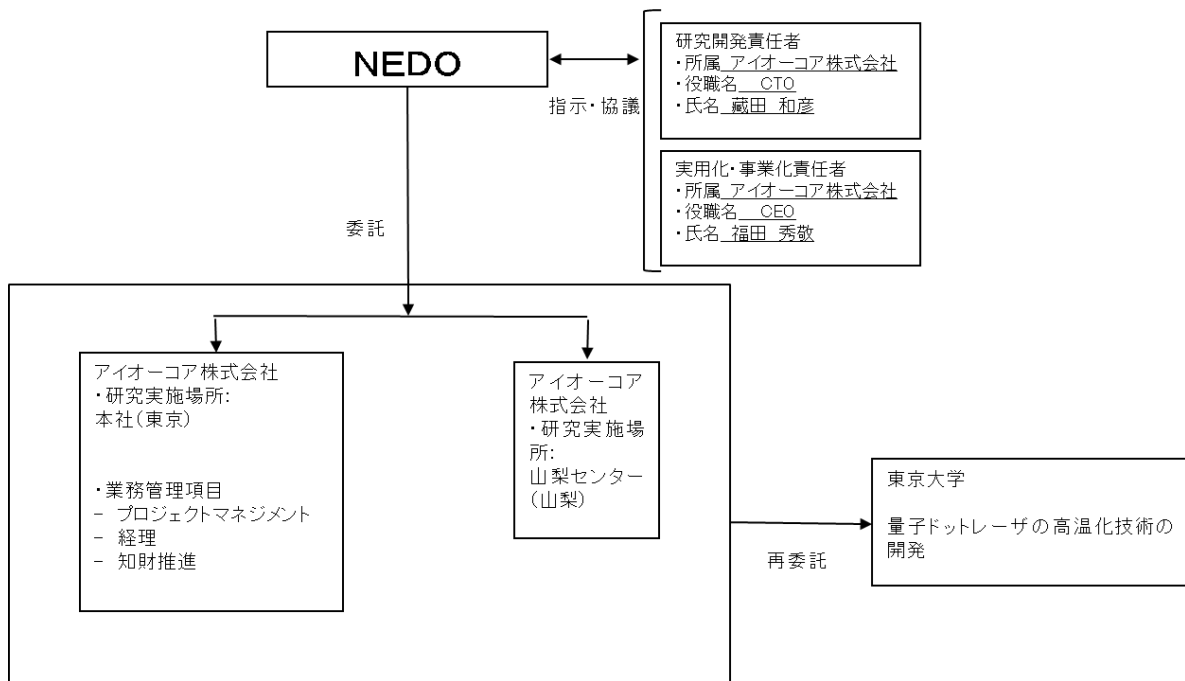 NEDO
指示・協議
研究開発責任者
・所属 アイオーコア株式会社
・役職名 CTO
・氏名 藏田 和彦
実用化・事業化責任者
・所属 アイオーコア株式会社
・役職名 CEO
・氏名 福田 秀敬
委託
アイオーコア株式会社
・研究実施場所:
本社(東京)
・業務管理項目
- プロジェクトマネジメント
- 経理
- 知財推進
アイオーコア
株式会社
・研究実施場
所:
山梨センター
(山梨)
再委託
東京大学
量子ドットレーザの高温化技術の
開発